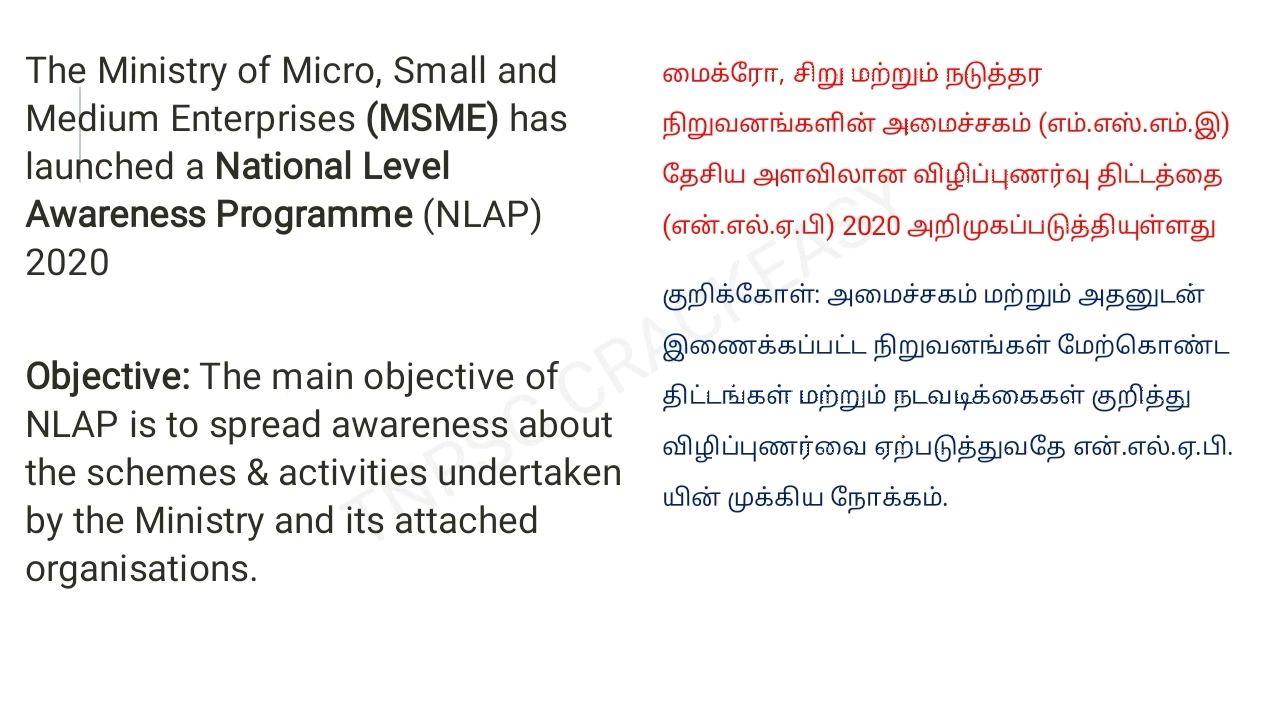 The Ministry of Micro, Small and
Medium Enterprises (MSME) has
launched a National Level
Awareness Programme (NLAP)
2020
Objective: The main objective of
NLAP is to spread awareness about
the schemes & activities undertaken
by the Ministry and its attached
organisations.
மைக்ரோ, சிறு மற்றும் நடுத்தர
நிறுவனங்களின் அமைச்சகம் (எம்.எஸ்.எம்.இ)
தேசிய அளவிலான விழிப்புணர்வு திட்டத்தை
(என்.எல்.ஏ.பி) 2020 அறிமுகப்படுத்தியுள்ளது
குறிக்கோள்: அமைச்சகம் மற்றும் அதனுடன்
இணைக்கப்பட்ட நிறுவனங்கள் மேற்கொண்ட
திட்டங்கள் மற்றும் நடவடிக்கைகள் குறித்து
விழிப்புணர்வை ஏற்படுத்துவதே என்.எல்.ஏ.பி.
யின் முக்கிய நோக்கம்.
TNPSC CRACKEASY